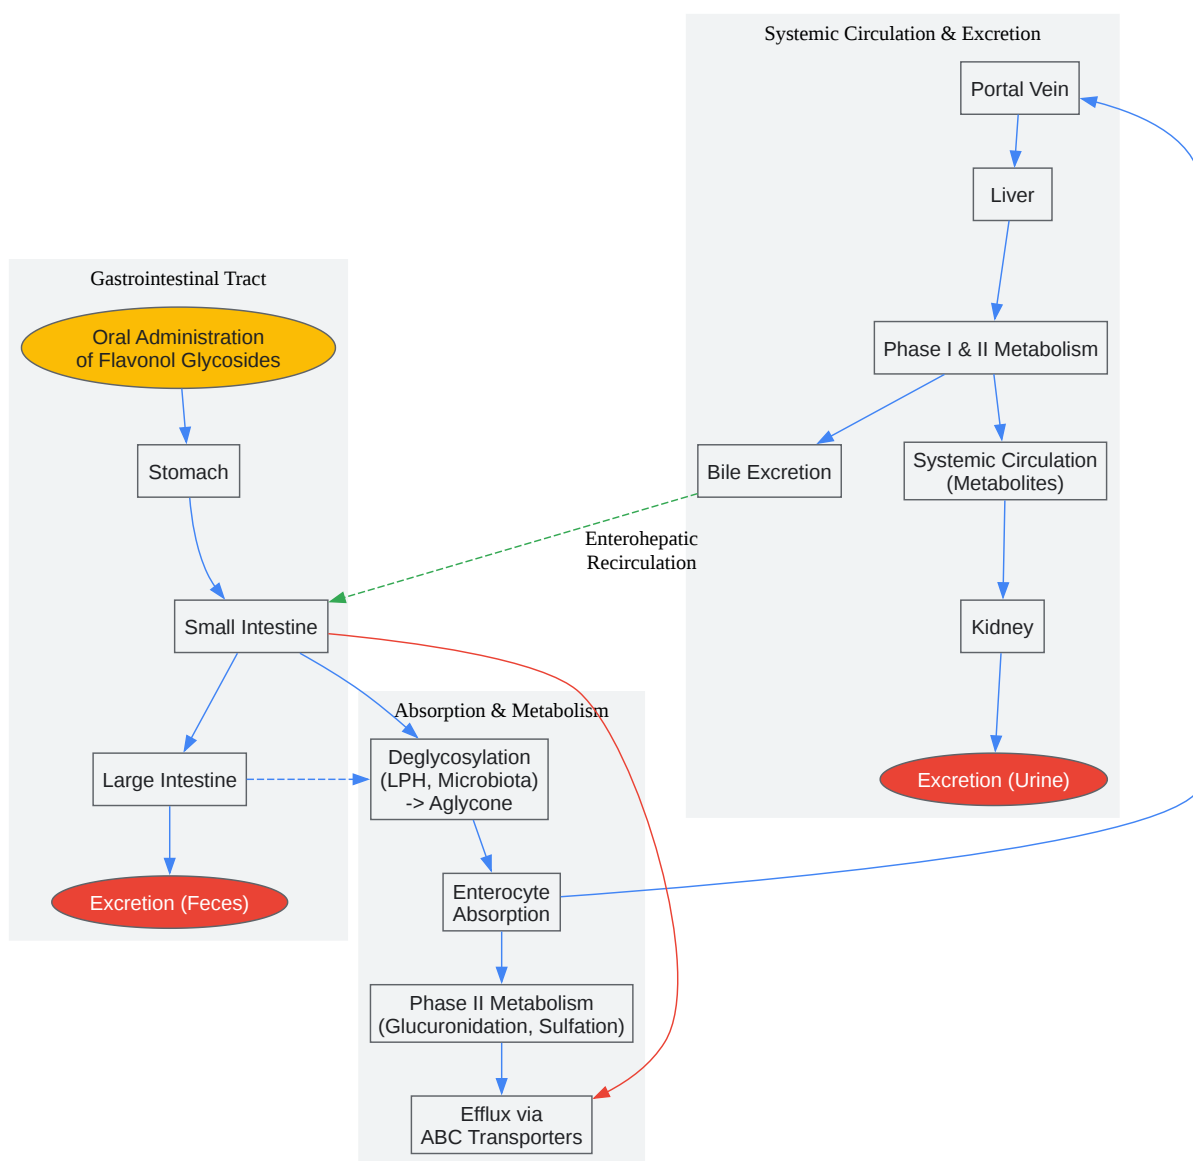 Systemic Circulation & Excretion
Portal Vein
Liver
Phase I & II Metabolism
Bile Excretion
Systemic Circulation
(Metabolites)
Kidney
Excretion (Urine)
Enterohepatic
Recirculation
Gastrointestinal Tract
Oral Administration
of Flavonol Glycosides
Stomach
Small Intestine
Large Intestine
Excretion (Feces)
Absorption & Metabolism
Deglycosylation
(LPH, Microbiota)
-> Aglycone
Enterocyte
Absorption
Phase II Metabolism
(Glucuronidation, Sulfation)
Efflux via
ABC Transporters